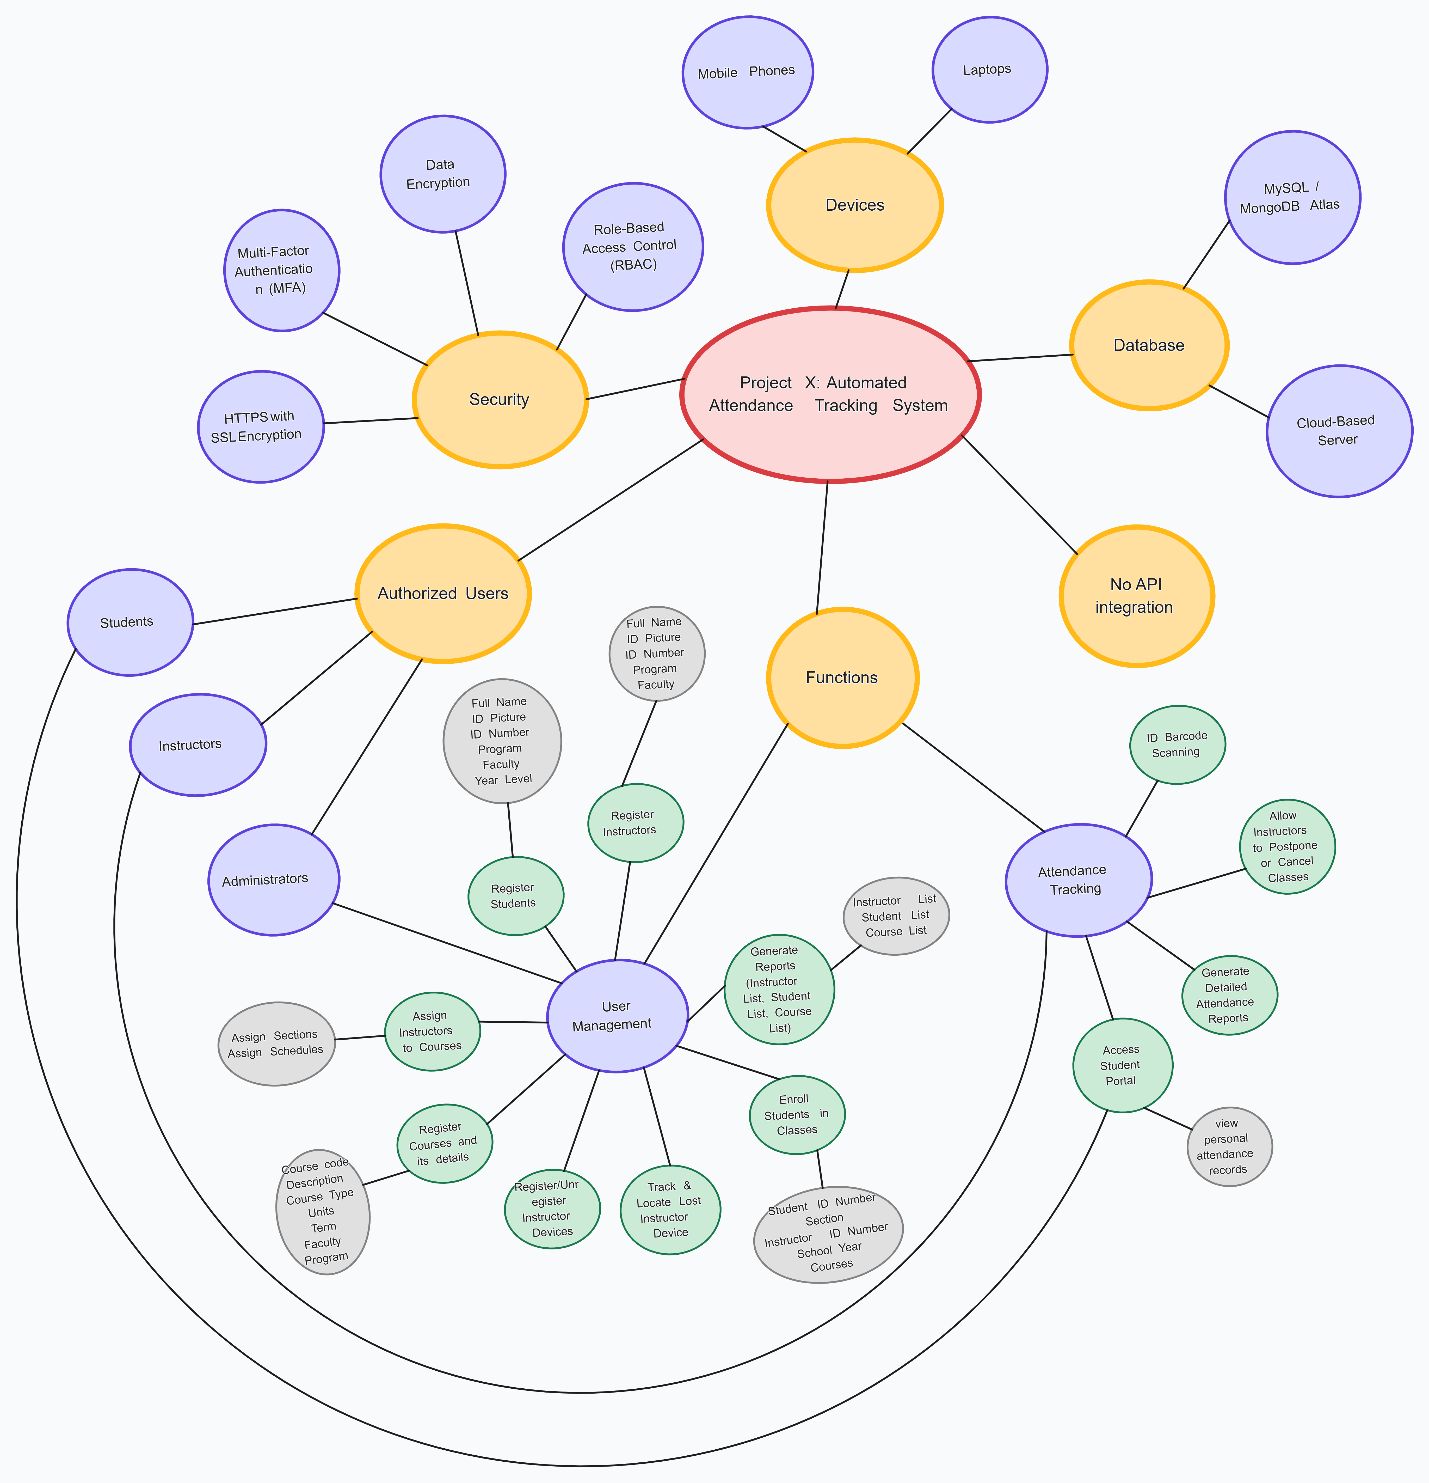 Mobile Phones
Laptops
Data
Encryption
MySQL /
MongoDB Atlas
Devices
Role-Based
Access Control
(RBAC)
Multi-Factor
Authenticatio
n (MFA)
Database
Project X: Automated
Attendance Tracking System
Security
HTTPS with
SSL Encryption
Cloud-Based
Server
Authorized Users
No API
integration
Students
Full Name
ID Picture
ID Number
Program
Faculty
Functions
Full Name
ID Picture
ID Number
Program
Faculty
Year Level
Instructors
ID Barcode
Scanning
Register
Instructors
Allow
Instructors
to Postpone
or Cancel
Classes
Administrators
Register
Students
Attendance
Tracking
Instructor List
Student List
Course List
Generate
Reports
(Instructor
List, Student
List, Course
List)
Generate
Detailed
Attendance
Reports
User
Management
Assign
Instructors
to Courses
Assign Sections
Assign Schedules
Access
Student
Portal
Enroll
Students in
Classes
Register
Courses and
its details
view
personal
attendance
records
Course code
Description
Course Type
Units
Term
Faculty
Program
Register/Unr
egister
Instructor
Devices
Track &
Locate Lost
Instructor
Device
Student ID Number
Section
Instructor ID Number
School Year
Courses